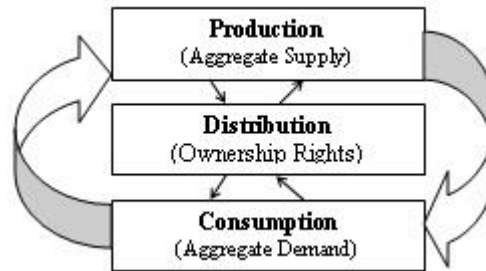 Production
(Aggregate Supply)
Distribution
(Ownership Rights)
Consumption
(Aggregate Demand)